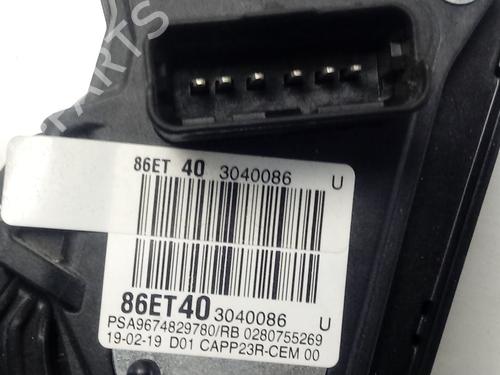 PARTS
86ET 40 3040086 U
86ET40 3040086 U
PSA9674829780/RB 0280755269
19-02-19 D01 CAPP23R-CEM 00